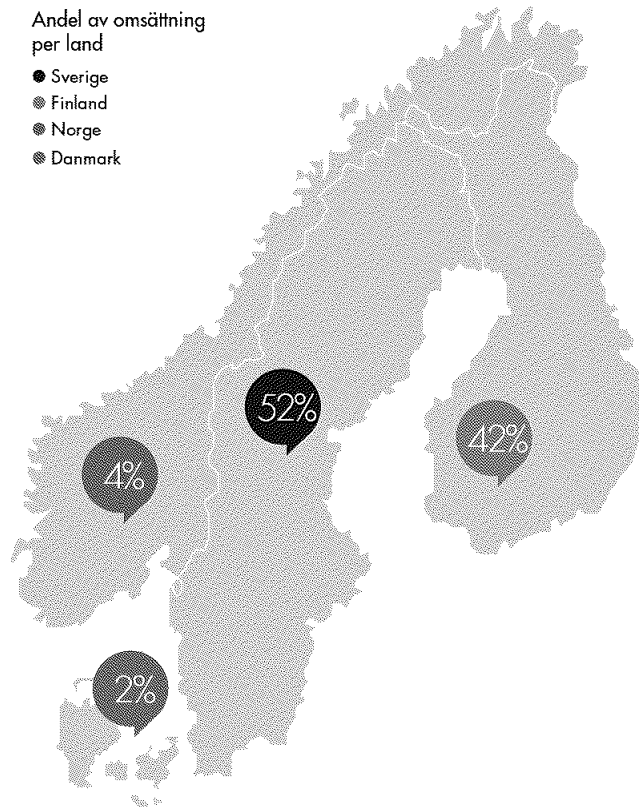 Andel av omsättning
per land
Sverige
Finland
Norge
Danmark
52%
42%
4%
2%